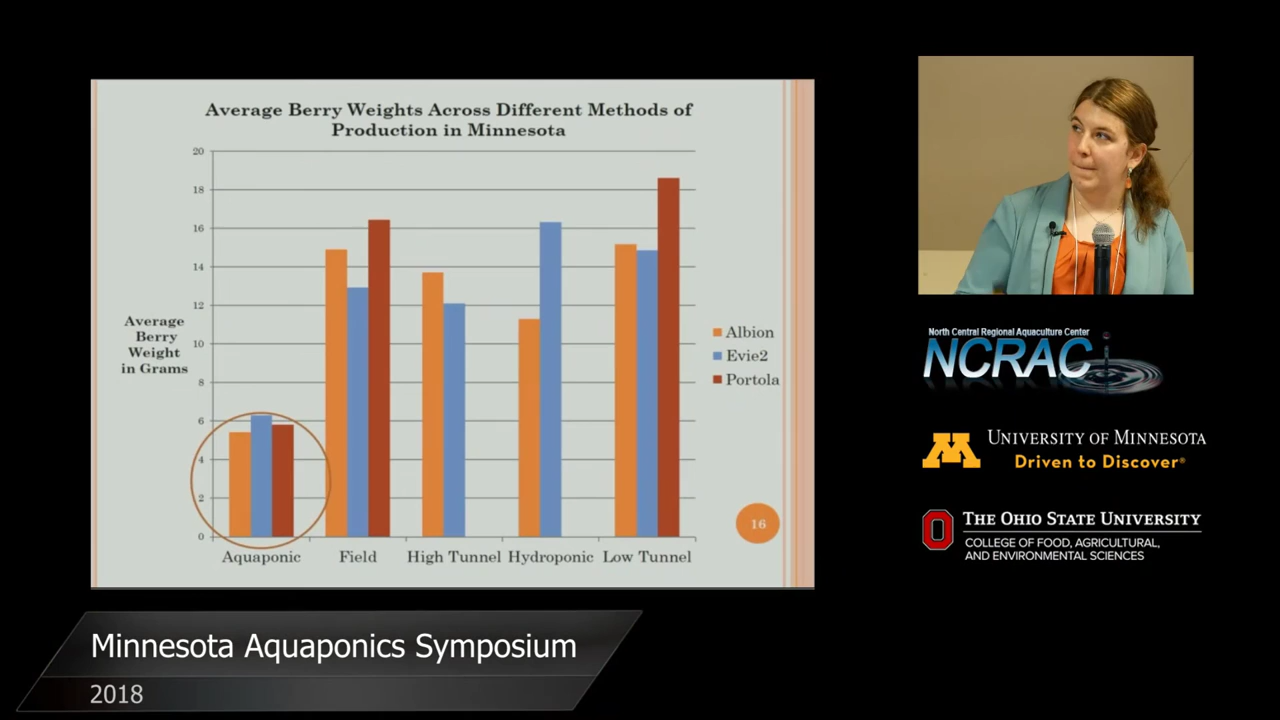 Average Berry Weights Across Different Methods of
Production in Minnesota
20
18
16
14
12
10
8
6
4
2
0
Average
Berry
Weight
in Grams
Albion
Evie2
Portola
Aquaponic
Field
High Tunnel
Hydroponic
Low Tunnel
16
North Central Regional Aquaculture Center
NCRAC
M
UNIVERSITY OF MINNESOTA
Driven to Discover®
O
THE OHIO STATE UNIVERSITY
COLLEGE OF FOOD, AGRICULTURAL,
AND ENVIRONMENTAL SCIENCES
Minnesota Aquaponics Symposium
2018